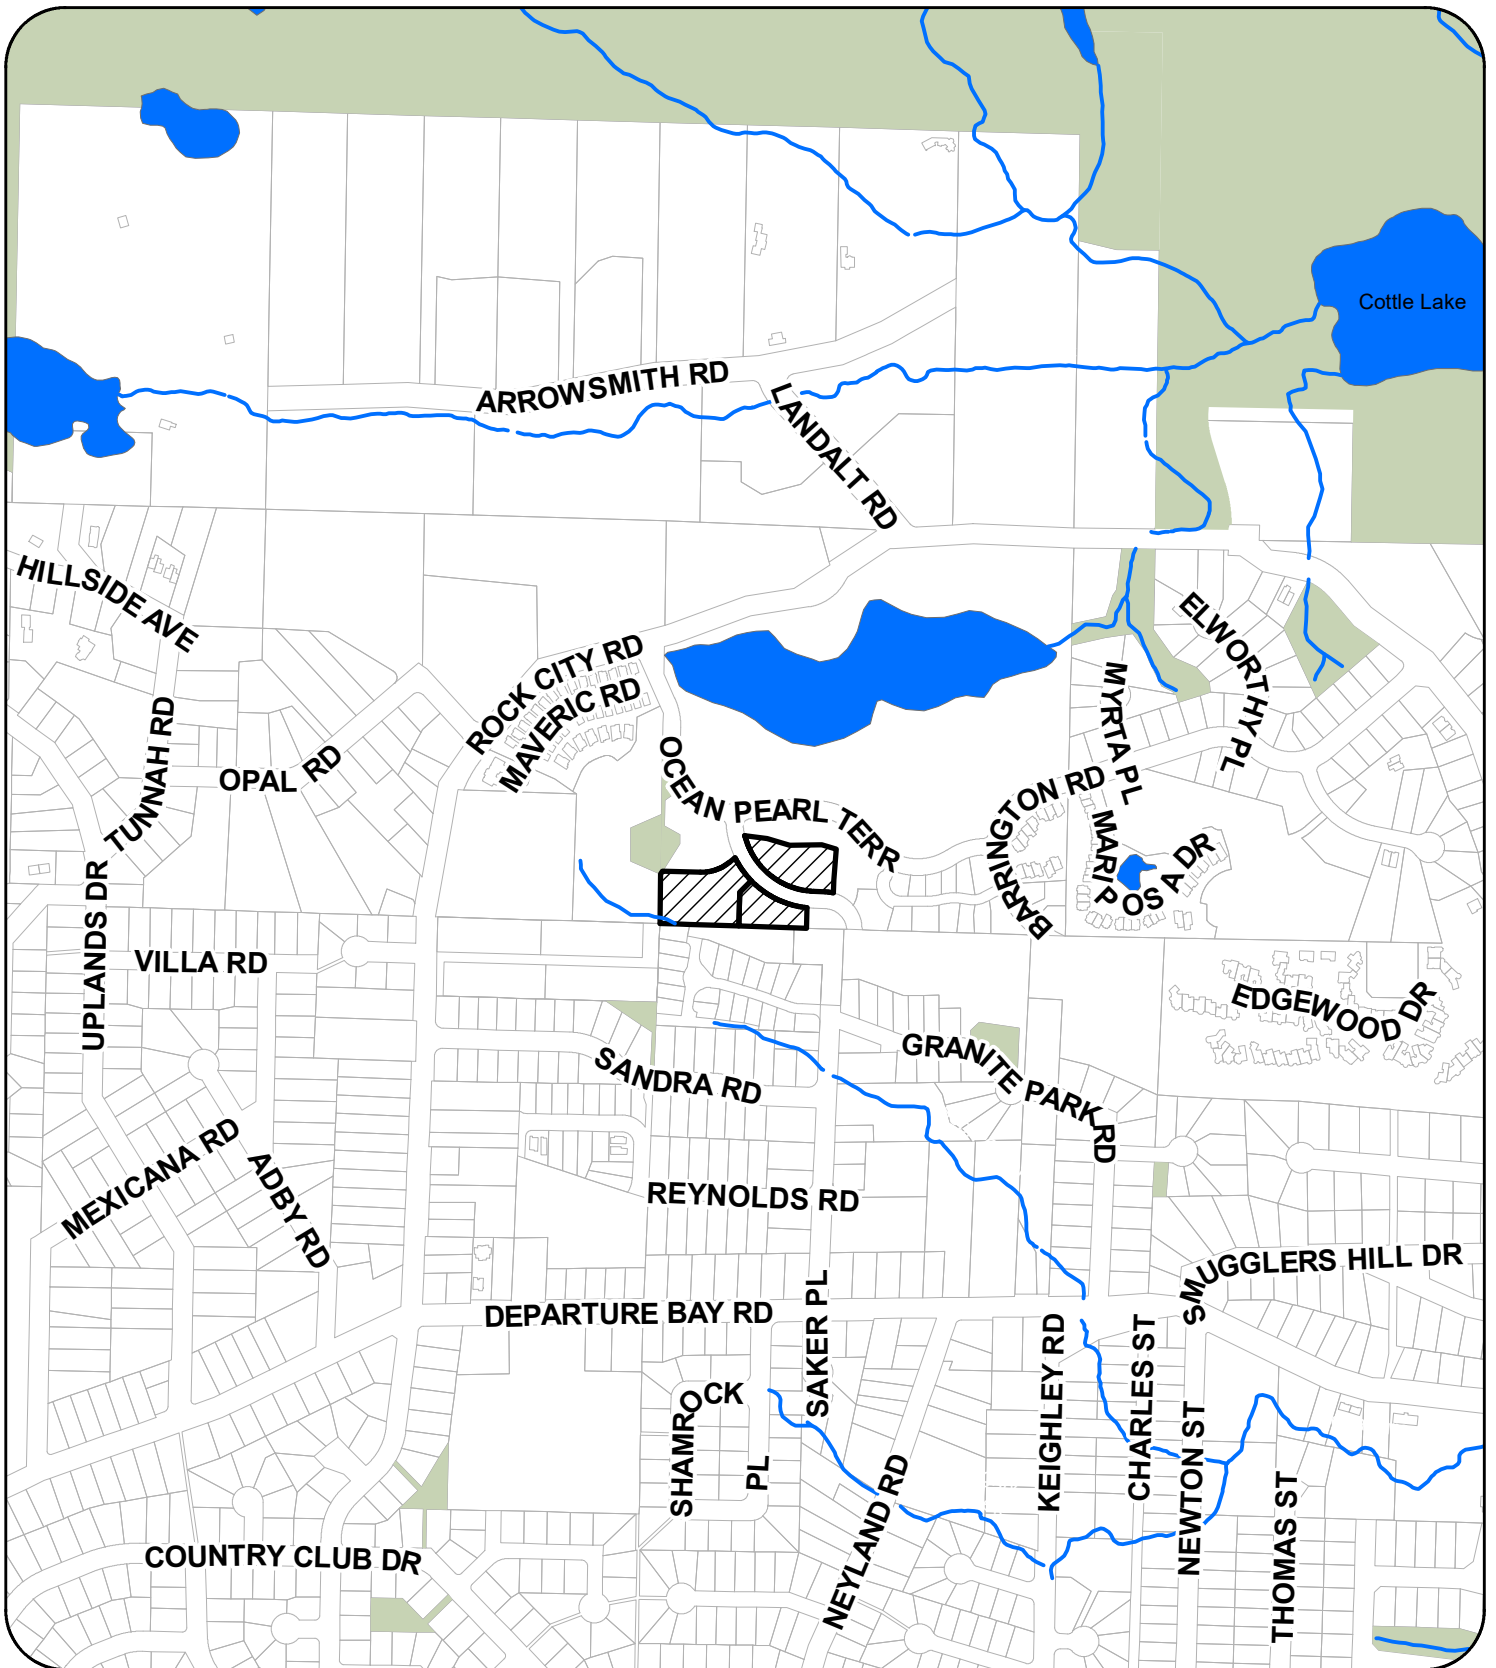 Cottle Lake
ARROWSMITH RD
LANDALT RD
HILLSIDE AVE
ELWORTHY PL
ROCK CITY RD
MAVERIC RD
MYRTA PL
TUNNAH RD
OPAL RD
OCEAN PEARL TERR
BARRINGTON RD
MARIPOSA DR
UPLANDS DR
VILLA RD
EDGEWOOD DR
GRANITE PARK RD
SANDRA RD
MEXICANA RD
ADBY RD
REYNOLDS RD
SMUGGLERS HILL DR
DEPARTURE BAY RD
SAKER PL
KEIGHLEY RD
CHARLES ST
SHAMROCK PL
NEWTON ST
NEYLAND RD
THOMAS ST
COUNTRY CLUB DR